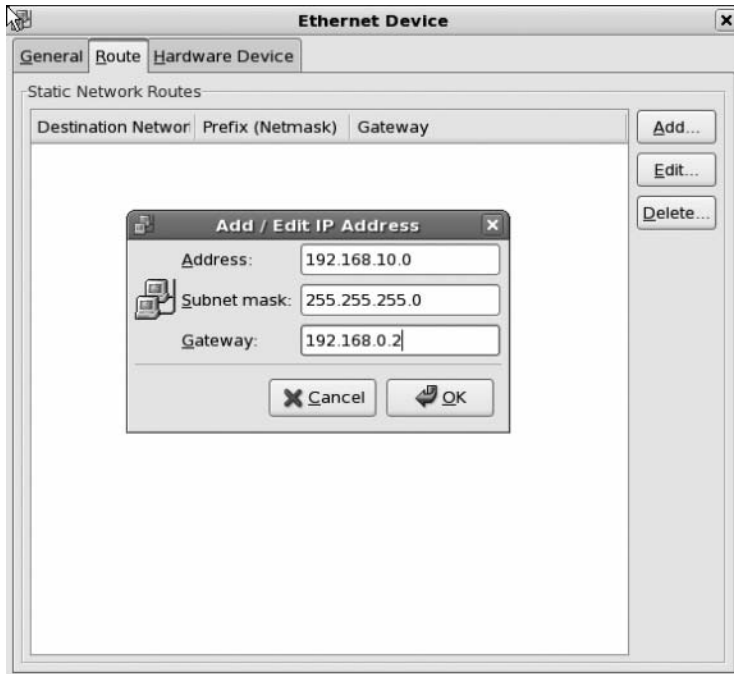 Ethernet Device
General Route Hardware Device
Static Network Routes
Destination Networ Prefix (Netmask) Gateway
Add...
Edit...
Delete...
Add / Edit IP Address
Address: 192.168.10.0
Subnet mask: 255.255.255.0
Gateway: 192.168.0.2
Cancel OK